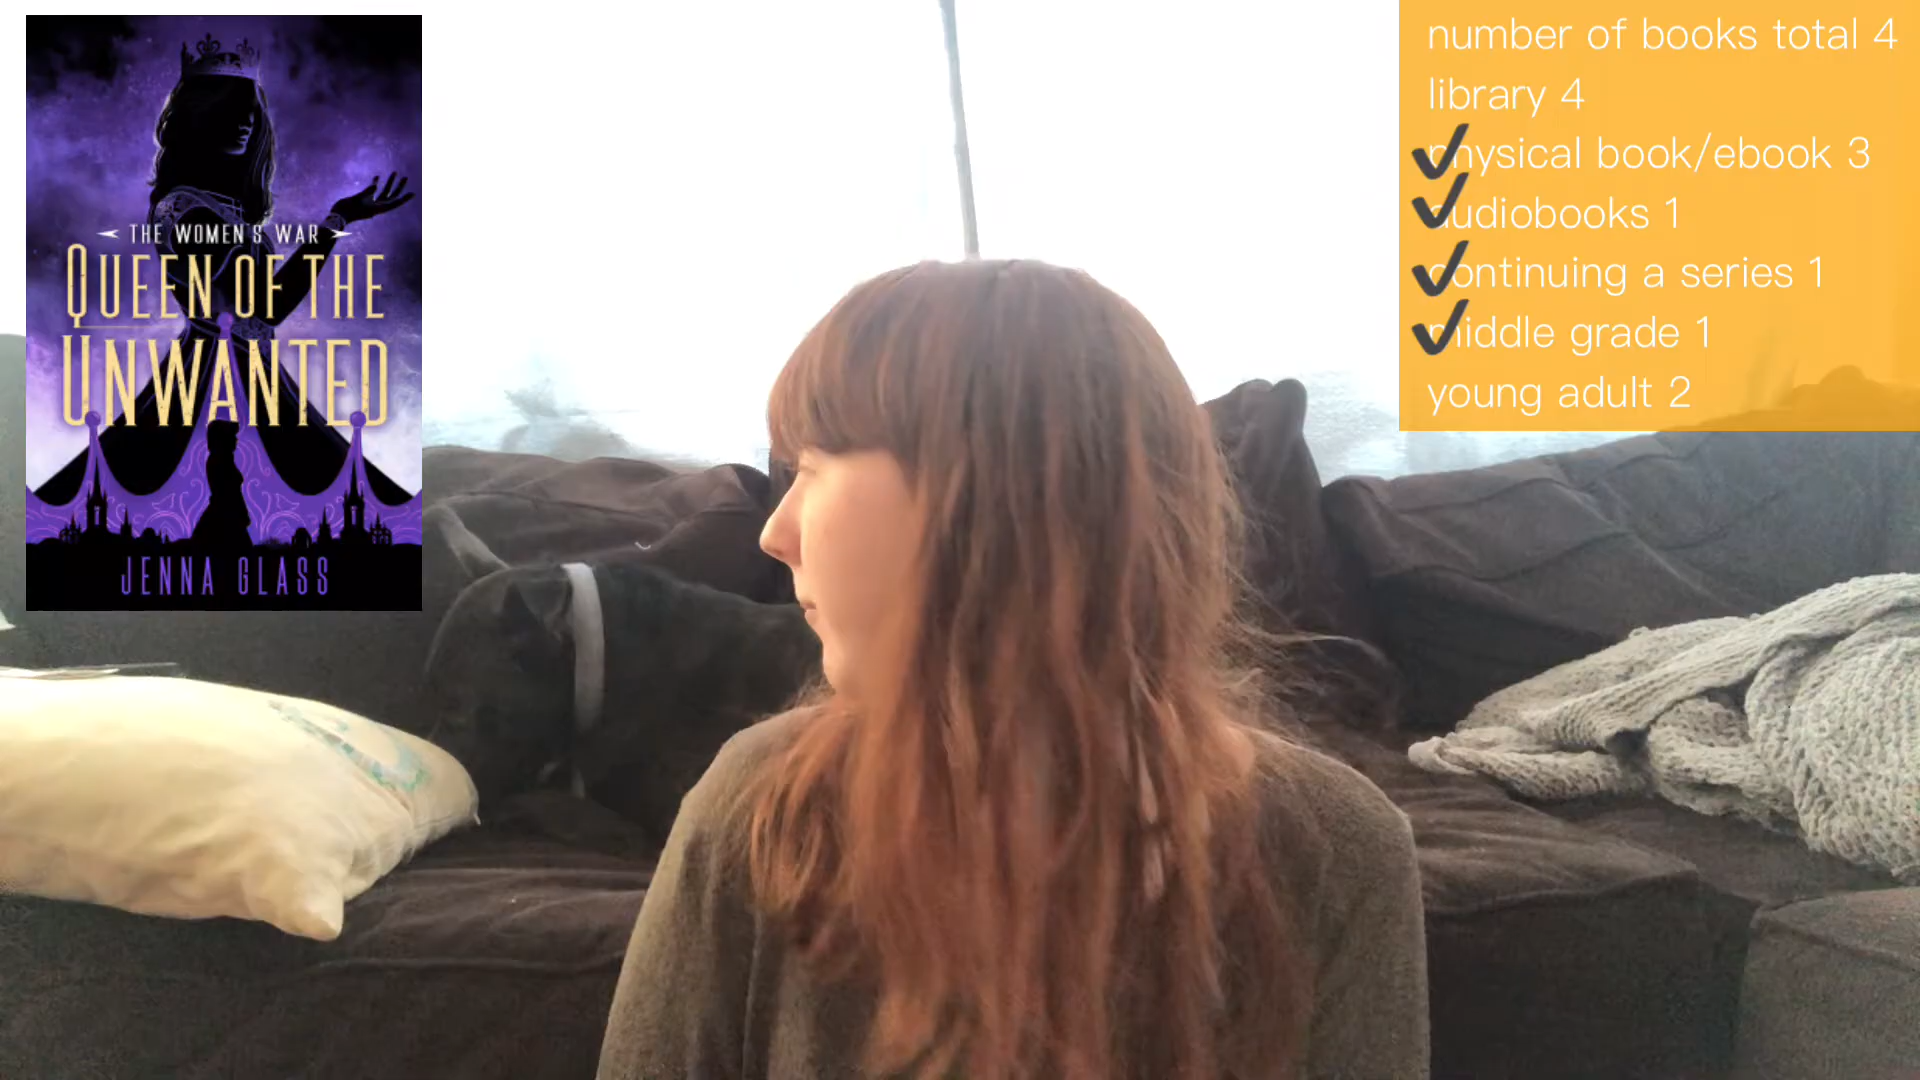 THE WOMEN'S WAR
QUEEN OF THE
UNWANTED
JENNA GLASS
number of books total 4
library 4
physical book/ebook 3
audiobooks 1
continuing a series 1
middle grade 1
young adult 2